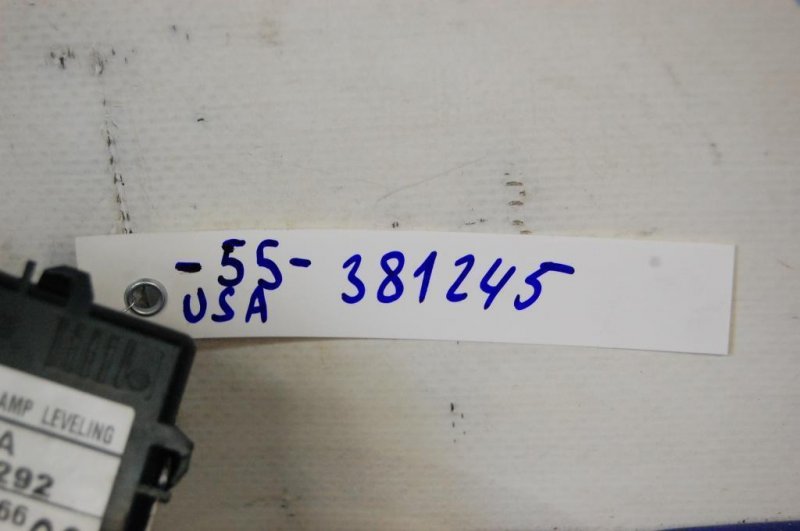 -55- 381245
USA
AMP LEVELING
A
292
66